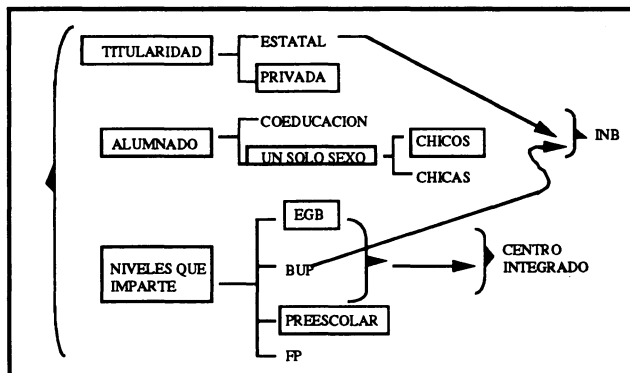 TITULARIDAD
ESTATAL
PRIVADA
ALUMNADO
COEDUCACION
UN SOLO SEXO
CHICOS
CHICAS
INB
NIVELES QUE
IMPARTE
EGB
BUP
PREESCOLAR
FP
CENTRO
INTEGRADO